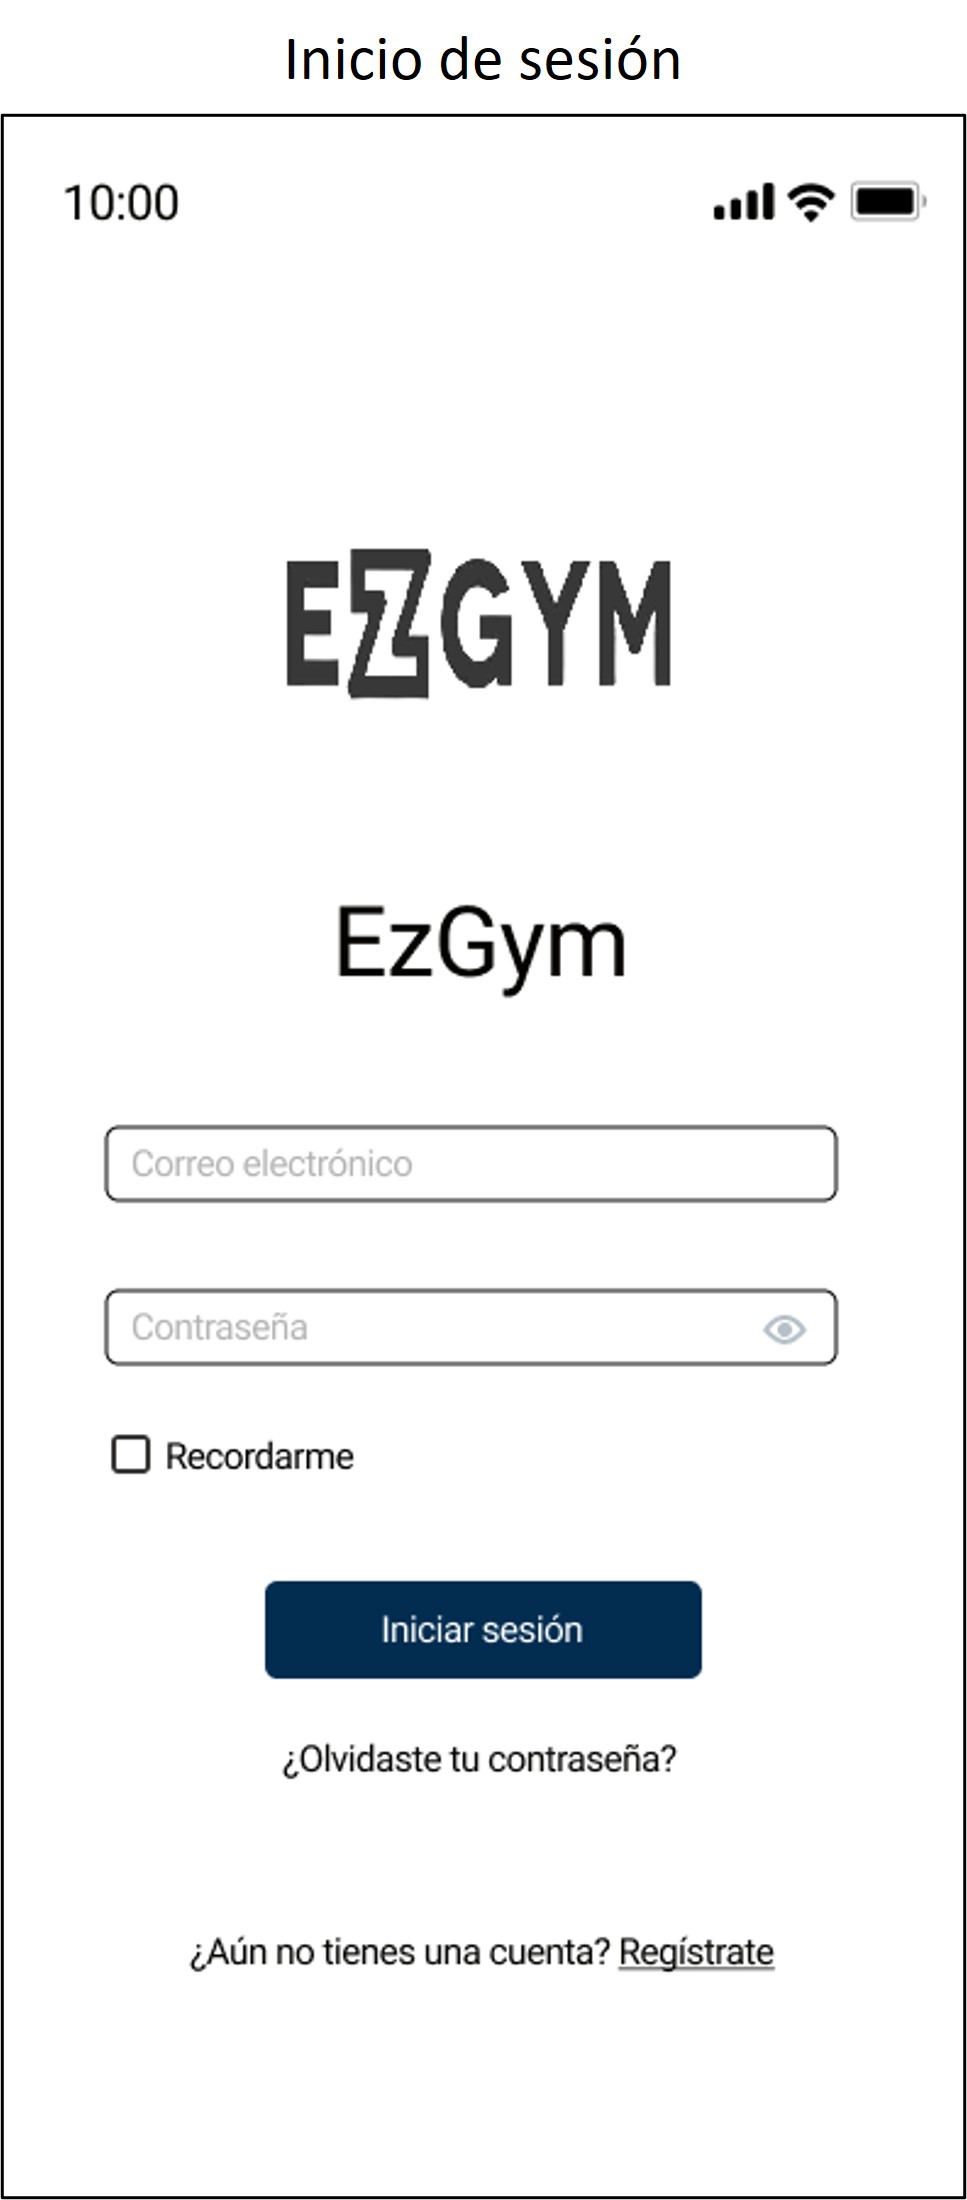 Inicio de sesión
10:00
EZGYM
EzGym
Correo electrónico
Contraseña
Recordarme
Iniciar sesión
¿Olvidaste tu contraseña?
¿Aún no tienes una cuenta? Regístrate